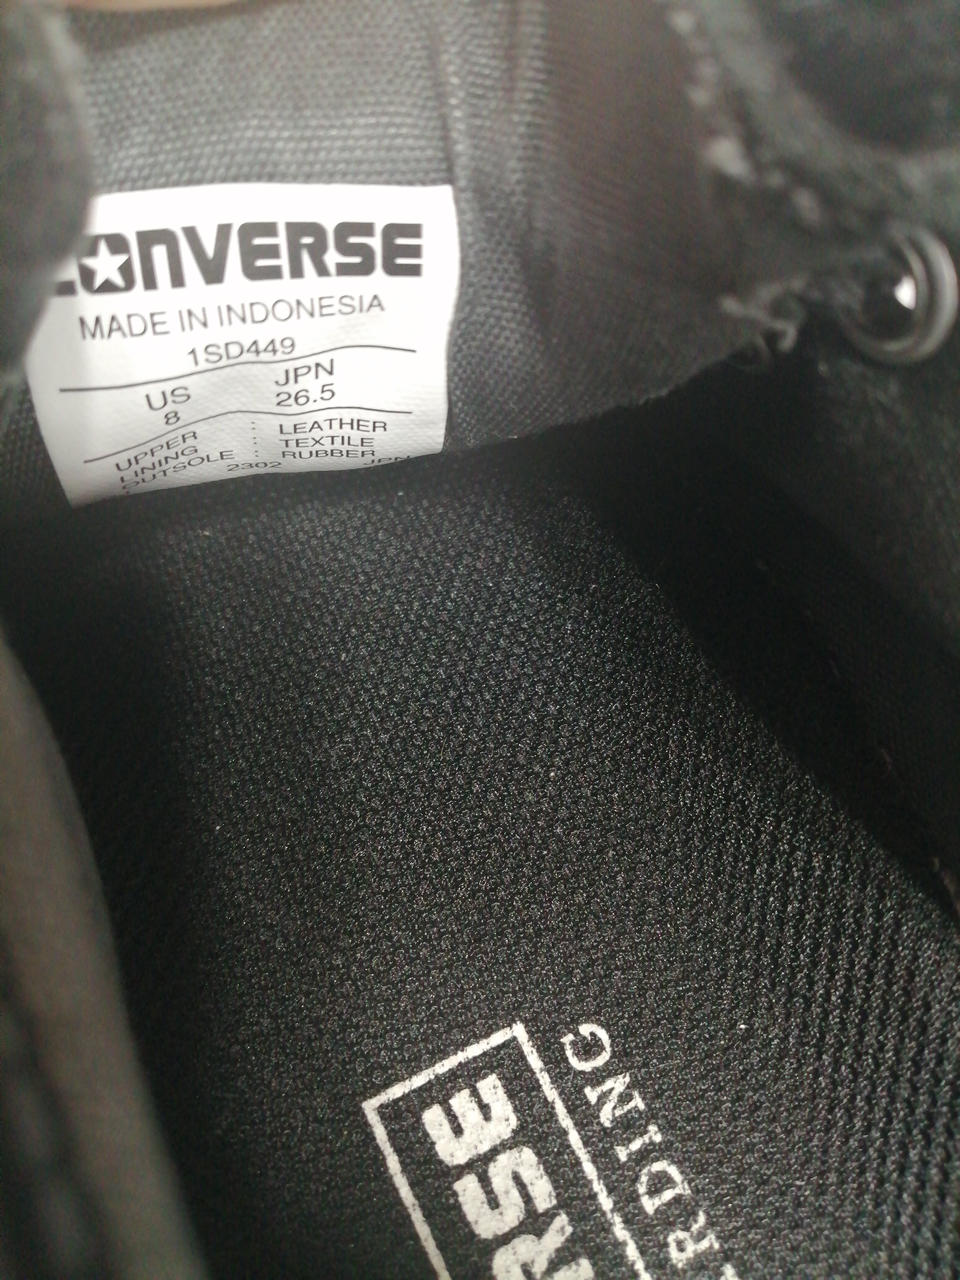 CONVERSE
MADE IN INDONESIA
1SD449
US JPN
8 26.5
UPPER : LEATHER
LINING : TEXTILE
OUTSOLE : RUBBER
2302 JPN
RSE
RDING